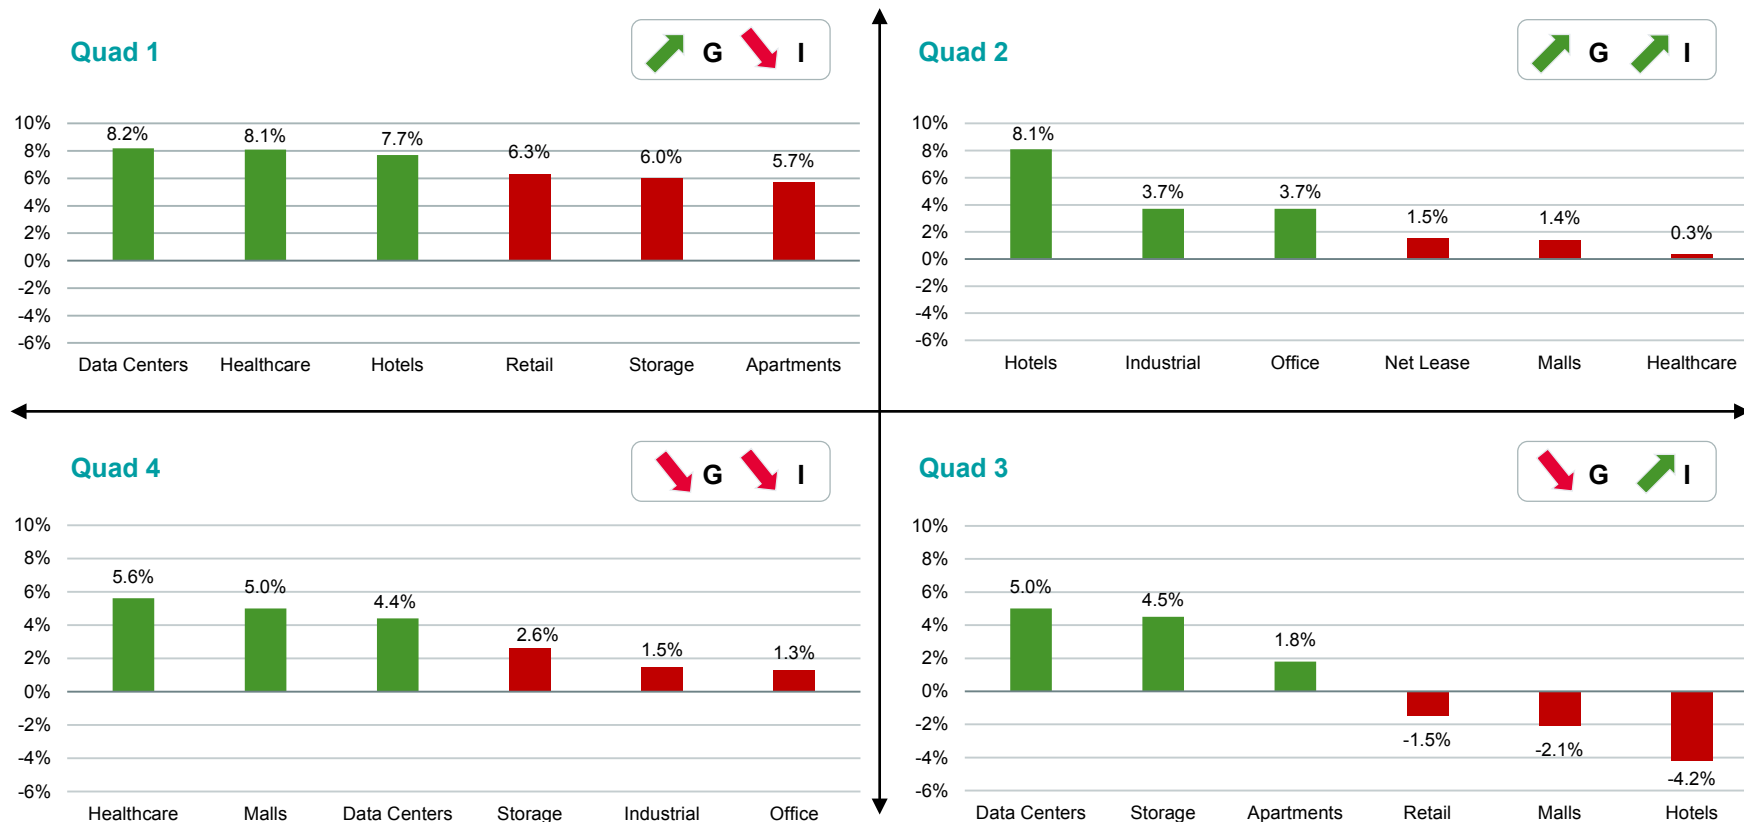 Quad 1
G I
10%
8%
6%
4%
2%
0%
-2%
-4%
-6%
8.2% 8.1% 7.7% 6.3% 6.0% 5.7%
Data Centers Healthcare Hotels Retail Storage Apartments
Quad 2
G I
10%
8%
6%
4%
2%
0%
-2%
-4%
-6%
8.1% 3.7% 3.7% 1.5% 1.4% 0.3%
Hotels Industrial Office Net Lease Malls Healthcare
Quad 4
G I
10%
8%
6%
4%
2%
0%
-2%
-4%
-6%
5.6% 5.0% 4.4% 2.6% 1.5% 1.3%
Healthcare Malls Data Centers Storage Industrial Office
Quad 3
G I
10%
8%
6%
4%
2%
0%
-2%
-4%
-6%
5.0% 4.5% 1.8% -1.5% -2.1% -4.2%
Data Centers Storage Apartments Retail Malls Hotels